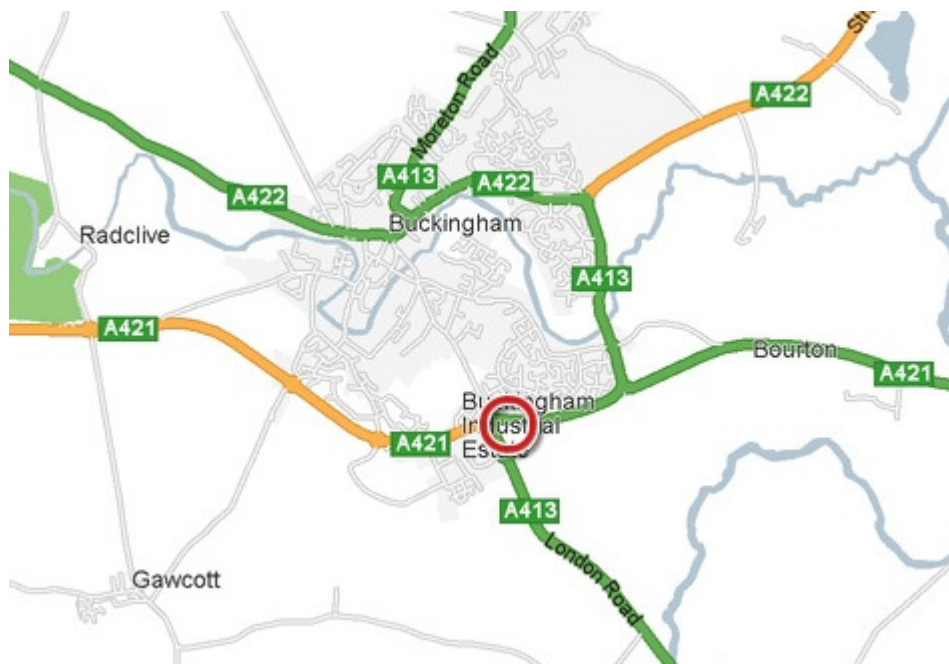 Str
A422
Moreton Road
A413
A422
A422
Buckingham
Radclive
A413
A421
Bourton
A421
Buckingham
Industrial
Estate
A421
A413
London Road
Gawcott